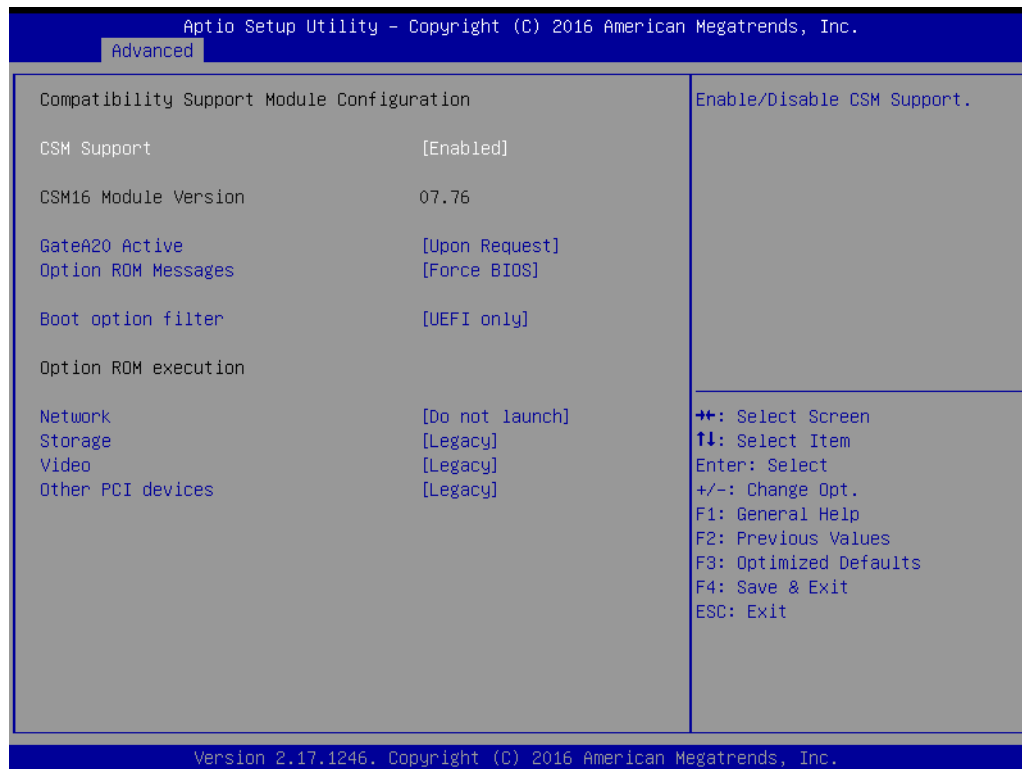 Aptio Setup Utility – Copyright (C) 2016 American Megatrends, Inc.
Advanced
Compatibility Support Module Configuration
CSM Support [Enabled]
CSM16 Module Version 07.76
GateA20 Active [Upon Request]
Option ROM Messages [Force BIOS]
Boot option filter [UEFI only]
Option ROM execution
Network [Do not launch]
Storage [Legacy]
Video [Legacy]
Other PCI devices [Legacy]
Enable/Disable CSM Support.
→←: Select Screen
↑↓: Select Item
Enter: Select
+/-: Change Opt.
F1: General Help
F2: Previous Values
F3: Optimized Defaults
F4: Save & Exit
ESC: Exit
Version 2.17.1246. Copyright (C) 2016 American Megatrends, Inc.